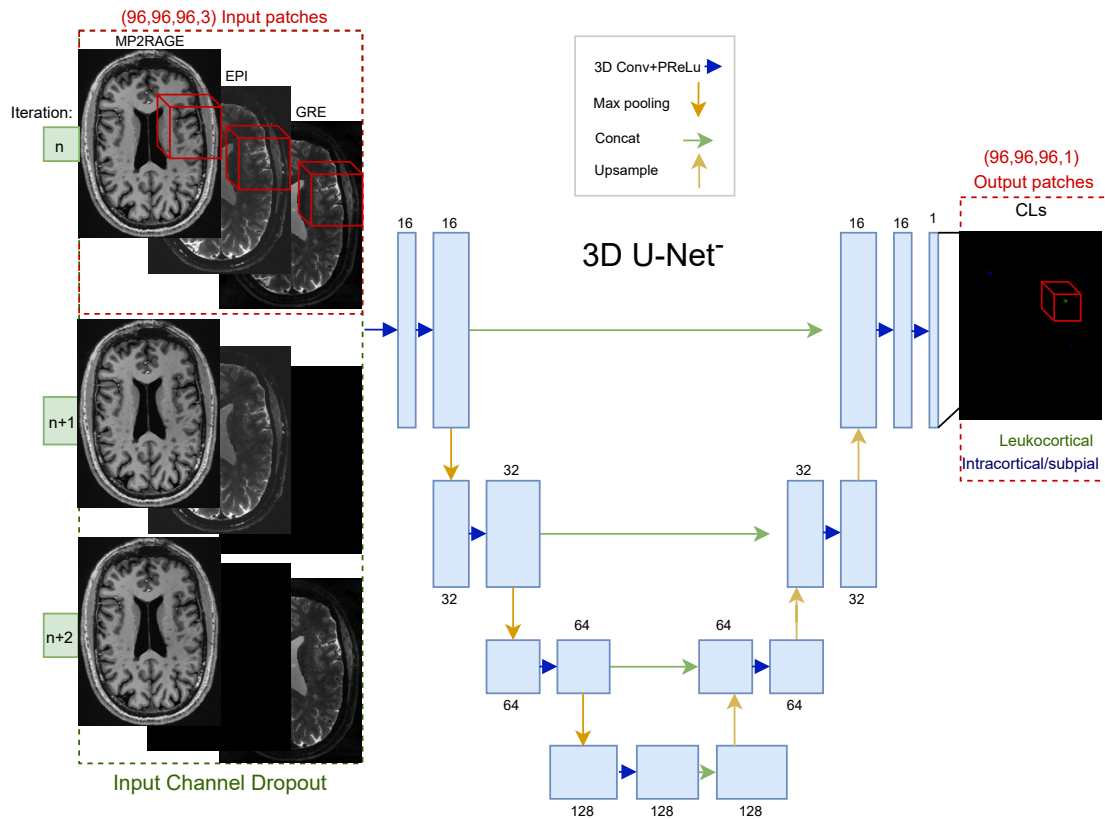 (96,96,96,3) Input patches
MP2RAGE
EPI
GRE
Iteration:
n
n+1
n+2
Input Channel Dropout
3D Conv+PReLu
Max pooling
Concat
Upsample
3D U-Net⁻
16
16
32
32
64
64
128
128
128
64
64
32
32
16
16
1
(96,96,96,1)
Output patches
CLs
Leukocortical
Intracortical/subpial